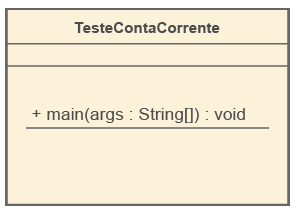 TesteContaCorrente
+ main(args : String[]) : void